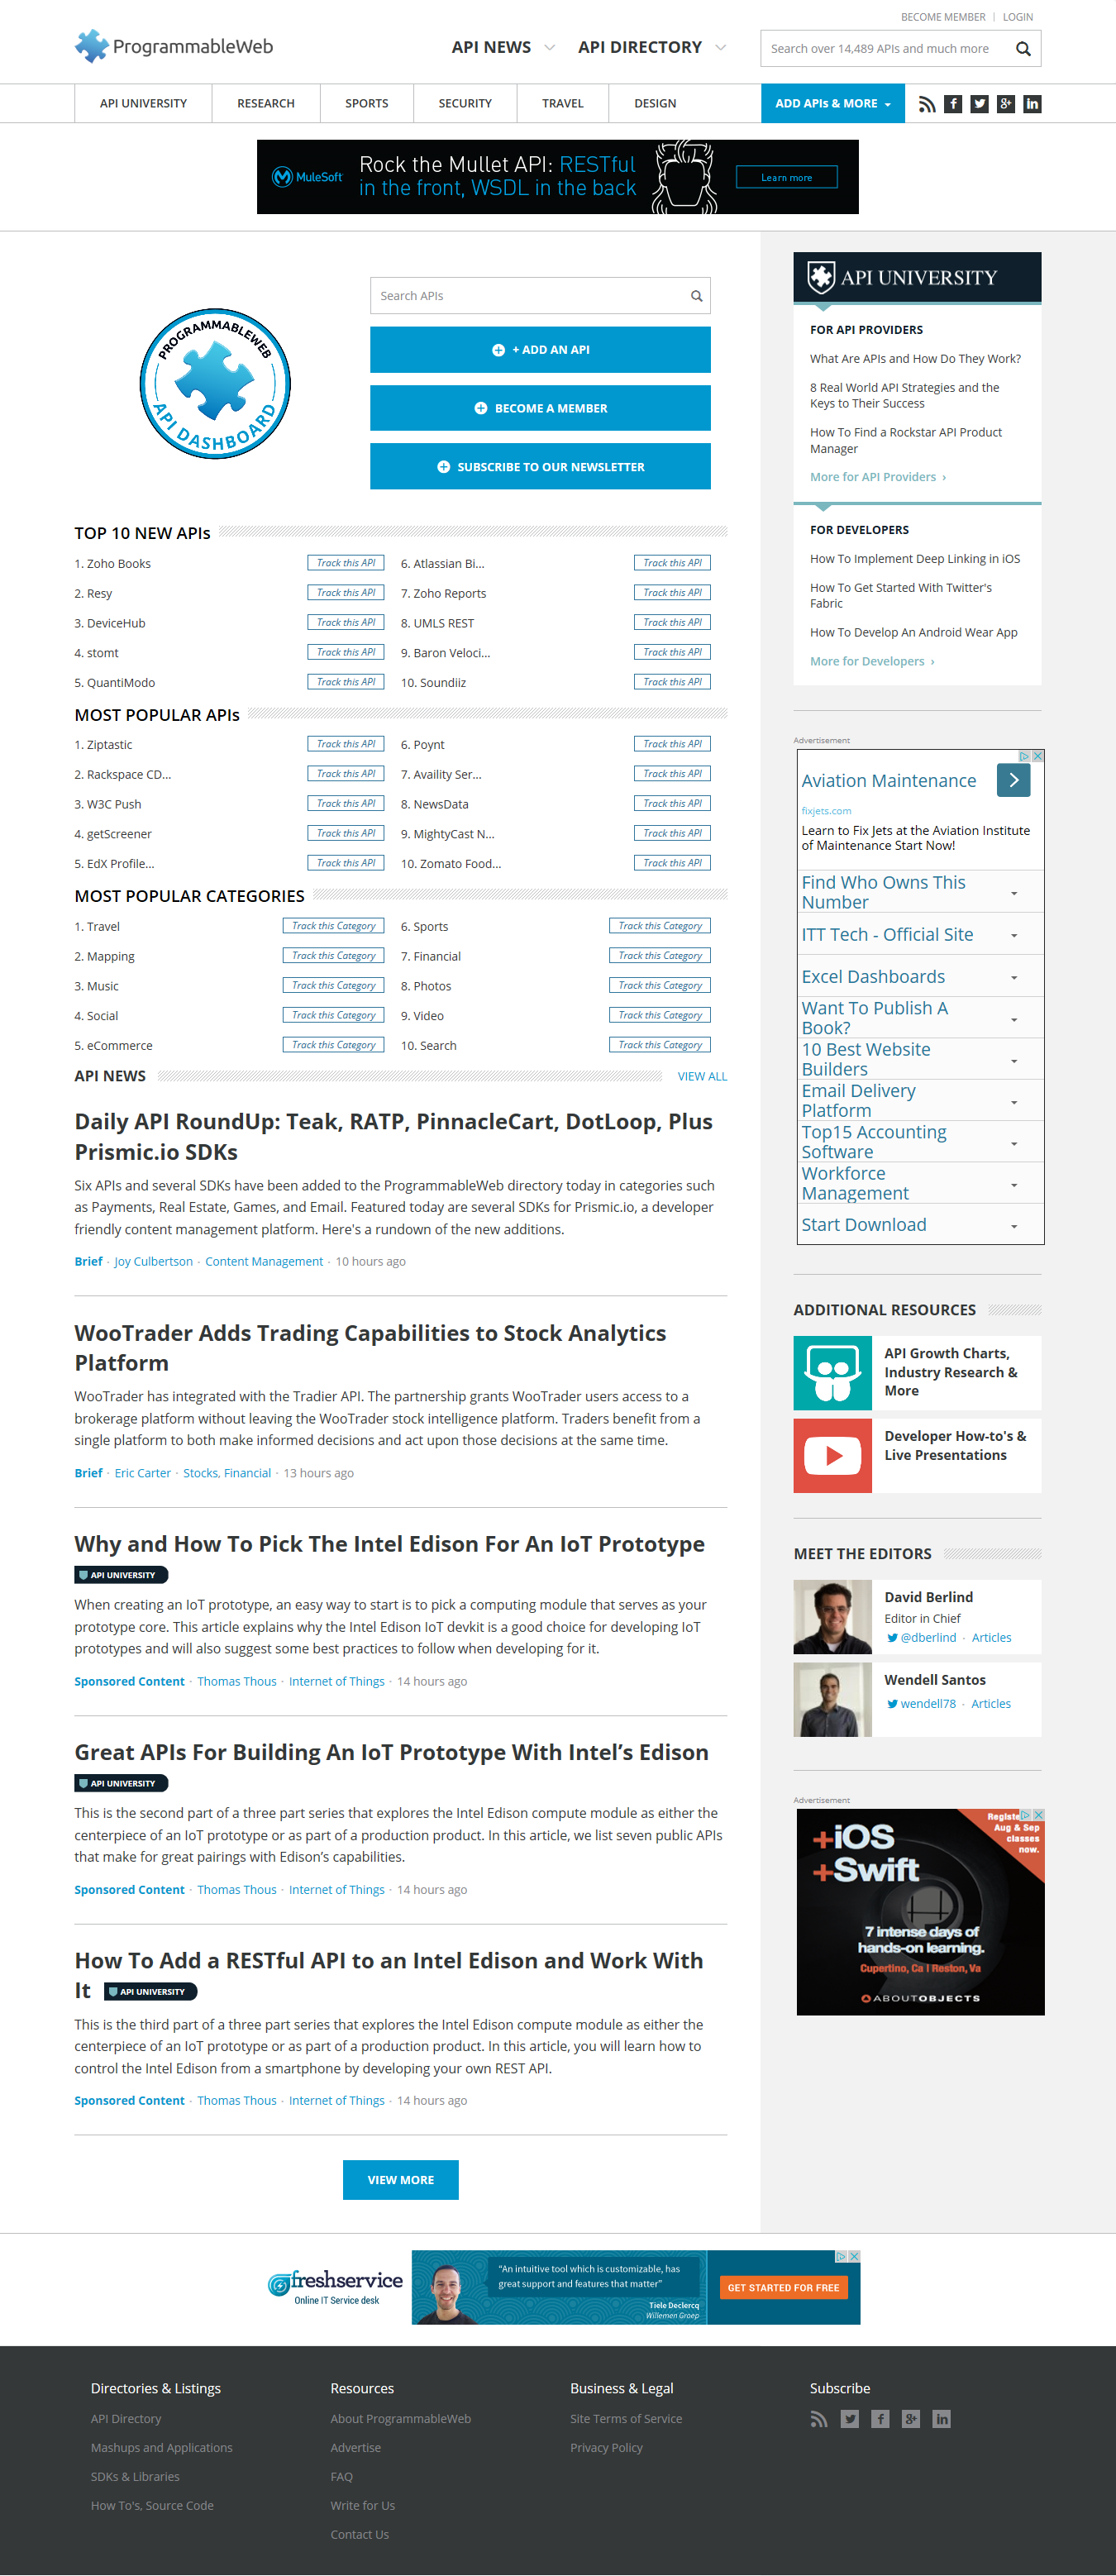 BECOME MEMBER | LOGIN
ProgrammableWeb
API NEWS
API DIRECTORY
Search over 14,489 APIs and much more
API UNIVERSITY
RESEARCH
SPORTS
SECURITY
TRAVEL
DESIGN
ADD APIs & MORE
MuleSoft
Rock the Mullet API: RESTful
in the front, WSDL in the back
Learn more
PROGRAMMABLEWEB
API DASHBOARD
Search APIs
+ ADD AN API
BECOME A MEMBER
SUBSCRIBE TO OUR NEWSLETTER
TOP 10 NEW APIs
1. Zoho Books Track this API 6. Atlassian Bi... Track this API
2. Resy Track this API 7. Zoho Reports Track this API
3. DeviceHub Track this API 8. UMLS REST Track this API
4. stomt Track this API 9. Baron Veloci... Track this API
5. QuantiModo Track this API 10. Soundiiz Track this API
MOST POPULAR APIs
1. Ziptastic Track this API 6. Poynt Track this API
2. Rackspace CD... Track this API 7. Availity Ser... Track this API
3. W3C Push Track this API 8. NewsData Track this API
4. getScreener Track this API 9. MightyCast N... Track this API
5. EdX Profile... Track this API 10. Zomato Food... Track this API
MOST POPULAR CATEGORIES
1. Travel Track this Category 6. Sports Track this Category
2. Mapping Track this Category 7. Financial Track this Category
3. Music Track this Category 8. Photos Track this Category
4. Social Track this Category 9. Video Track this Category
5. eCommerce Track this Category 10. Search Track this Category
API NEWS VIEW ALL
Daily API RoundUp: Teak, RATP, PinnacleCart, DotLoop, Plus
Prismic.io SDKs
Six APIs and several SDKs have been added to the ProgrammableWeb directory today in categories such
as Payments, Real Estate, Games, and Email. Featured today are several SDKs for Prismic.io, a developer
friendly content management platform. Here's a rundown of the new additions.
Brief · Joy Culbertson · Content Management · 10 hours ago
WooTrader Adds Trading Capabilities to Stock Analytics
Platform
WooTrader has integrated with the Tradier API. The partnership grants WooTrader users access to a
brokerage platform without leaving the WooTrader stock intelligence platform. Traders benefit from a
single platform to both make informed decisions and act upon those decisions at the same time.
Brief · Eric Carter · Stocks, Financial · 13 hours ago
Why and How To Pick The Intel Edison For An IoT Prototype
API UNIVERSITY
When creating an IoT prototype, an easy way to start is to pick a computing module that serves as your
prototype core. This article explains why the Intel Edison IoT devkit is a good choice for developing IoT
prototypes and will also suggest some best practices to follow when developing for it.
Sponsored Content · Thomas Thous · Internet of Things · 14 hours ago
Great APIs For Building An IoT Prototype With Intel’s Edison
API UNIVERSITY
This is the second part of a three part series that explores the Intel Edison compute module as either the
centerpiece of an IoT prototype or as part of a production product. In this article, we list seven public APIs
that make for great pairings with Edison’s capabilities.
Sponsored Content · Thomas Thous · Internet of Things · 14 hours ago
How To Add a RESTful API to an Intel Edison and Work With
It API UNIVERSITY
This is the third part of a three part series that explores the Intel Edison compute module as either the
centerpiece of an IoT prototype or as part of a production product. In this article, you will learn how to
control the Intel Edison from a smartphone by developing your own REST API.
Sponsored Content · Thomas Thous · Internet of Things · 14 hours ago
VIEW MORE
API UNIVERSITY
FOR API PROVIDERS
What Are APIs and How Do They Work?
8 Real World API Strategies and the
Keys to Their Success
How To Find a Rockstar API Product
Manager
More for API Providers ›
FOR DEVELOPERS
How To Implement Deep Linking in iOS
How To Get Started With Twitter's
Fabric
How To Develop An Android Wear App
More for Developers ›
Advertisement
Aviation Maintenance
fixjets.com
Learn to Fix Jets at the Aviation Institute
of Maintenance Start Now!
Find Who Owns This
Number
ITT Tech - Official Site
Excel Dashboards
Want To Publish A
Book?
10 Best Website
Builders
Email Delivery
Platform
Top15 Accounting
Software
Workforce
Management
Start Download
ADDITIONAL RESOURCES
API Growth Charts,
Industry Research &
More
Developer How-to's &
Live Presentations
MEET THE EDITORS
David Berlind
Editor in Chief
@dberlind · Articles
Wendell Santos
wendell78 · Articles
Advertisement
Aug & Sep
classes
now.
+iOS
+Swift
7 intense days of
hands-on learning.
Cupertino, Ca | Reston, Va
ABOUTOBJECTS
freshservice
Online IT Service desk
“An intuitive tool which is customizable, has
great support and features that matter”
Tiele Declercq
Willemen Groep
GET STARTED FOR FREE
Directories & Listings
API Directory
Mashups and Applications
SDKs & Libraries
How To's, Source Code
Resources
About ProgrammableWeb
Advertise
FAQ
Write for Us
Contact Us
Business & Legal
Site Terms of Service
Privacy Policy
Subscribe